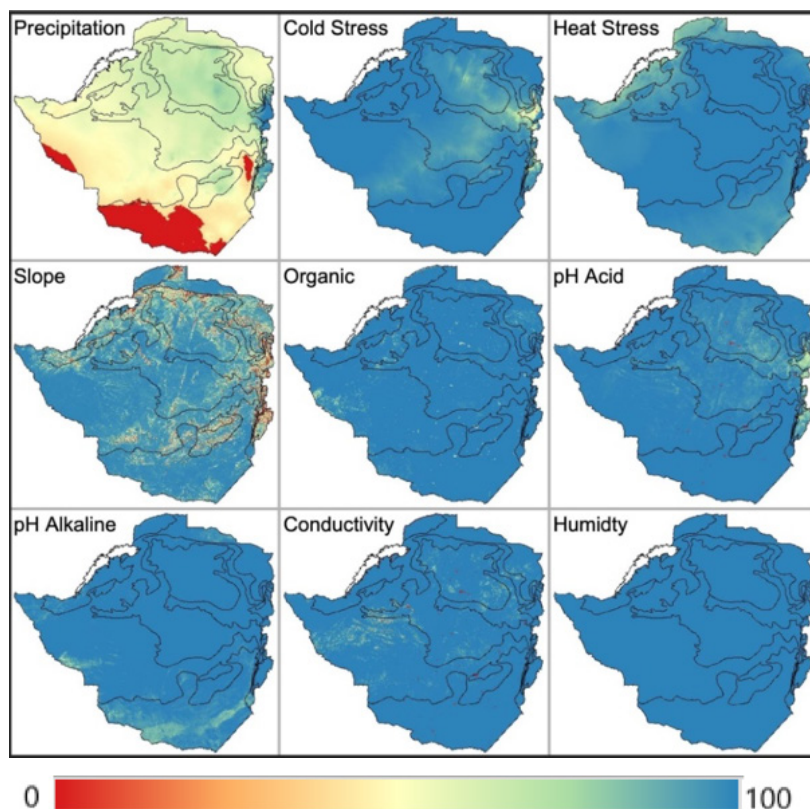 Precipitation
Cold Stress
Heat Stress
Slope
Organic
pH Acid
pH Alkaline
Conductivity
Humidty
0
100